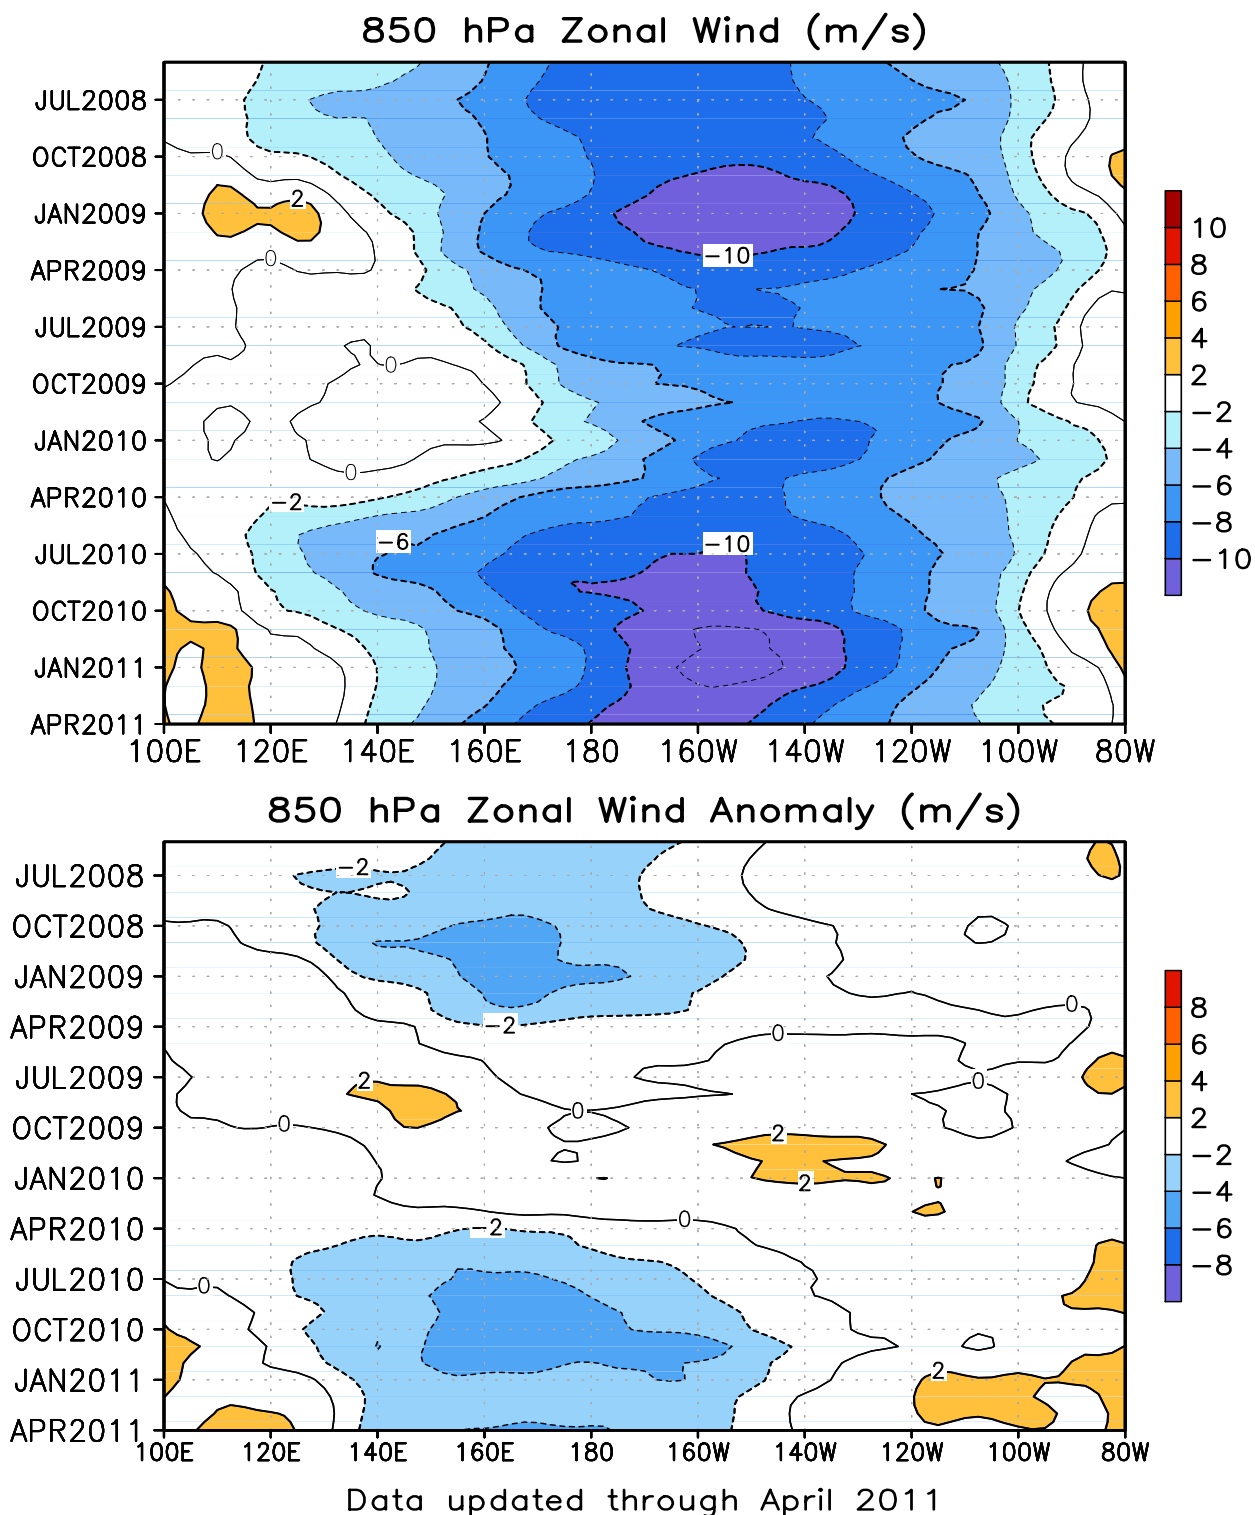 850 hPa Zonal Wind (m/s)
JUL2008
OCT2008
JAN2009
APR2009
JUL2009
OCT2009
JAN2010
APR2010
JUL2010
OCT2010
JAN2011
APR2011
0
2
0
-10
0
0
-2
-6
-10
100E 120E 140E 160E 180 160W 140W 120W 100W 80W
10
8
6
4
2
-2
-4
-6
-8
-10
850 hPa Zonal Wind Anomaly (m/s)
JUL2008
OCT2008
JAN2009
APR2009
JUL2009
OCT2009
JAN2010
APR2010
JUL2010
OCT2010
JAN2011
APR2011
-2
0
-2
0
2
0
0
0
2
2
0
-2
0
2
100E 120E 140E 160E 180 160W 140W 120W 100W 80W
8
6
4
2
-2
-4
-6
-8
Data updated through April 2011